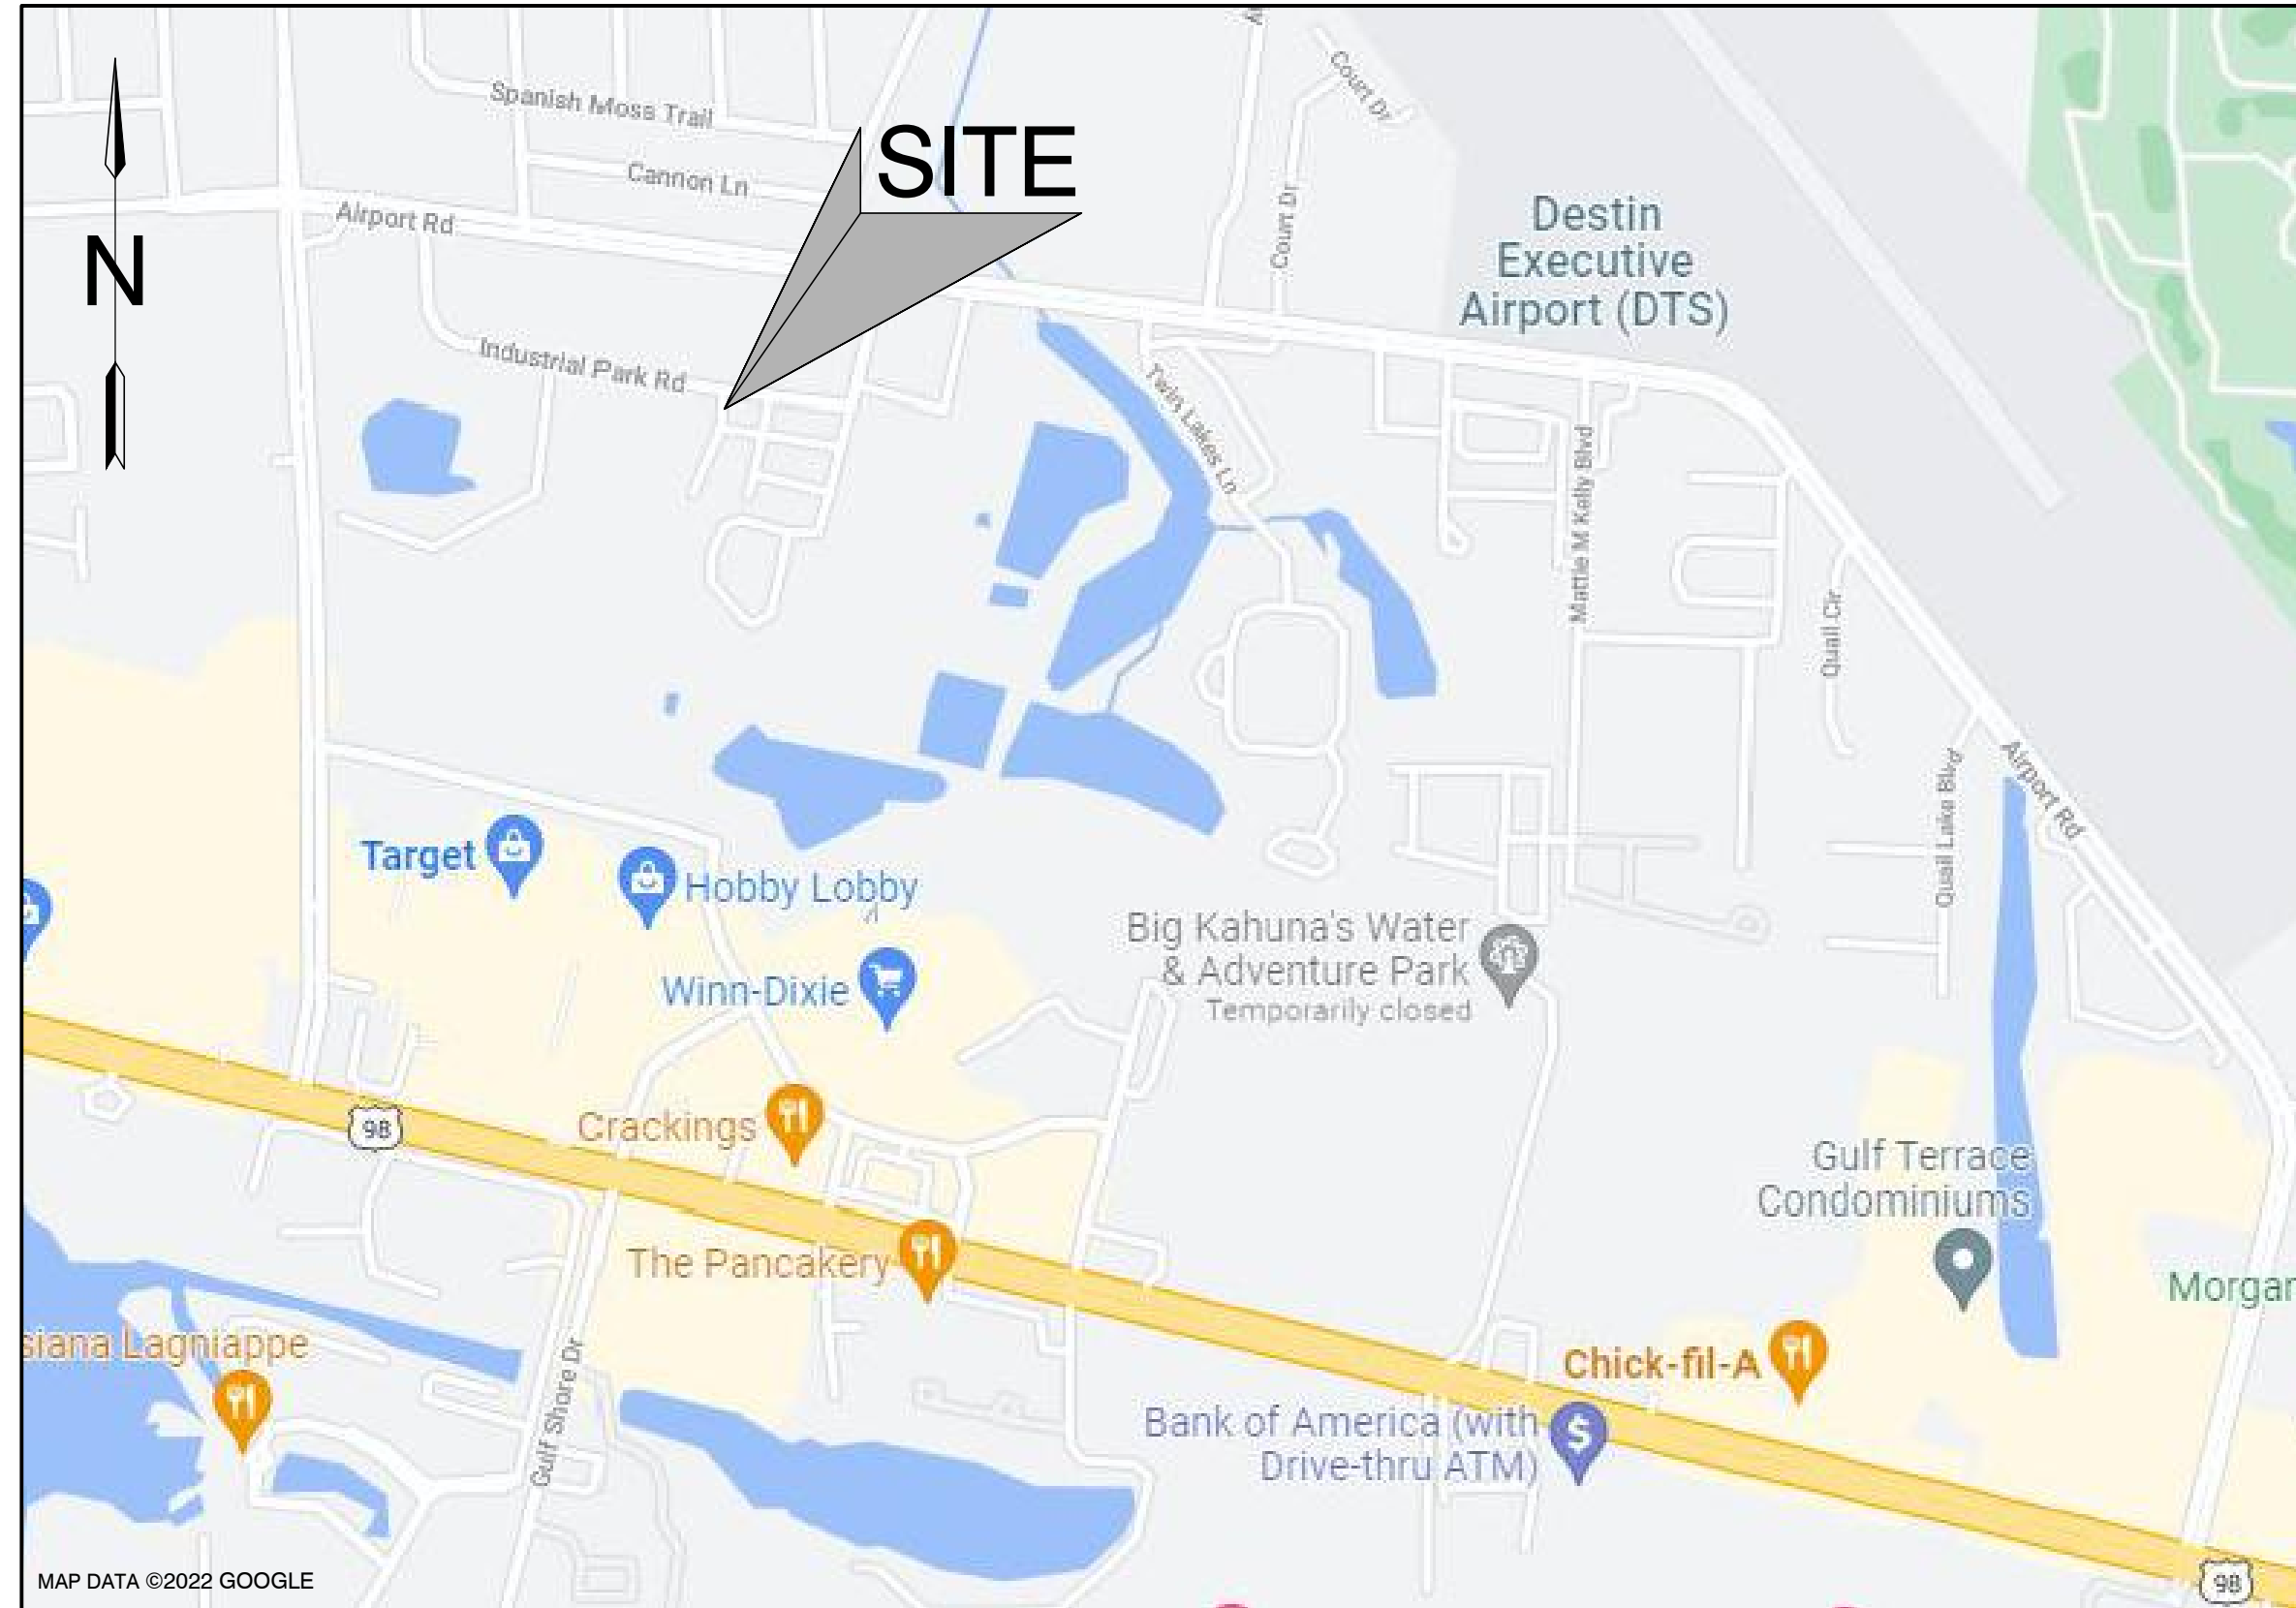 Court Dr
Spanish Moss Trail
SITE
Cannon Ln
Airport Rd
Court Dr
Destin
Executive
Airport (DTS)
N
Industrial Park Rd
Twin Lakes Ln
Mattie M Kelly Blvd
Quail Cir
Airport Rd
Quail Lake Blvd
Target
Hobby Lobby
Big Kahuna's Water
& Adventure Park
Temporarily closed
Winn-Dixie
Crackings
98
Gulf Terrace
Condominiums
The Pancakery
Morgan
siana Lagniappe
Gulf Shore Dr
Chick-fil-A
Bank of America (with
Drive-thru ATM)
MAP DATA ©2022 GOOGLE
98